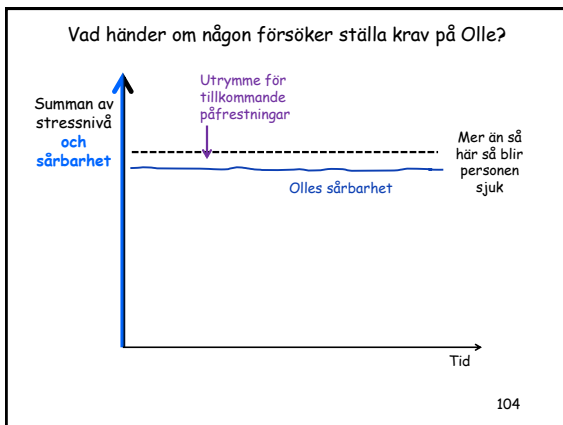 Vad händer om någon försöker ställa krav på Olle?
Utrymme för
tillkommande
påfrestningar
Summan av
stressnivå
och
sårbarhet
Mer än så
här så blir
personen
sjuk
Olles sårbarhet
Tid
104